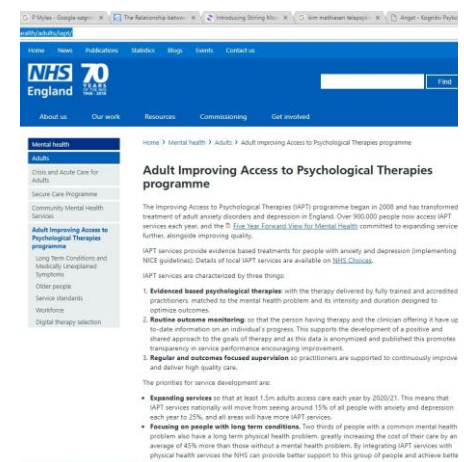 P Myles - Google-søgni
The Relationship betwee
Introducing Stirling Mo
kim mathiasen telepsyk
Angst - Kognitiv Psyko
ealth/adults/iapt/
Home News Publications Statistics Blogs Events Contact us
NHS
England
70
YEARS
OF THE NHS
1948 - 2018
Find
About us Our work Resources Commissioning Get involved
Mental health
Adults
Crisis and Acute Care for
Adults
Secure Care Programme
Community Mental Health
Services
Adult Improving Access to
Psychological Therapies
programme
Long Term Conditions and
Medically Unexplained
Symptoms
Older people
Service standards
Workforce
Digital therapy selection
Home > Mental health > Adults > Adult Improving Access to Psychological Therapies programme
Adult Improving Access to Psychological Therapies
programme
The Improving Access to Psychological Therapies (IAPT) programme began in 2008 and has transformed
treatment of adult anxiety disorders and depression in England. Over 900,000 people now access IAPT
services each year, and the Five Year Forward View for Mental Health committed to expanding services
further, alongside improving quality.
IAPT services provide evidence based treatments for people with anxiety and depression (implementing
NICE guidelines). Details of local IAPT services are available on NHS Choices.
IAPT services are characterized by three things:
1. Evidenced based psychological therapies: with the therapy delivered by fully trained and accredited
practitioners, matched to the mental health problem and its intensity and duration designed to
optimize outcomes.
2. Routine outcome monitoring: so that the person having therapy and the clinician offering it have up
to-date information on an individual's progress. This supports the development of a positive and
shared approach to the goals of therapy and as this data is anonymized and published this promotes
transparency in service performance encouraging improvement.
3. Regular and outcomes focused supervision so practitioners are supported to continuously improve
and deliver high quality care.
The priorities for service development are:
• Expanding services so that at least 1.5m adults access care each year by 2020/21. This means that
IAPT services nationally will move from seeing around 15% of all people with anxiety and depression
each year to 25%, and all areas will have more IAPT services.
• Focusing on people with long term conditions. Two thirds of people with a common mental health
problem also have a long term physical health problem, greatly increasing the cost of their care by an
average of 45% more than those without a mental health problem. By integrating IAPT services with
physical health services the NHS can provide better support to this group of people and achieve bette